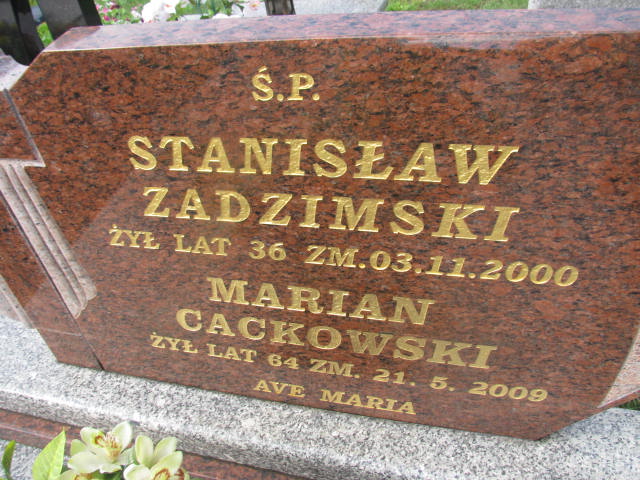 Ś.P.
STANISŁAW
ZADZIMSKI
ŻYŁ LAT 36 ZM.03.11.2000
MARIAN
CACKOWSKI
ŻYŁ LAT 64 ZM. 21. 5. 2009
AVE MARIA